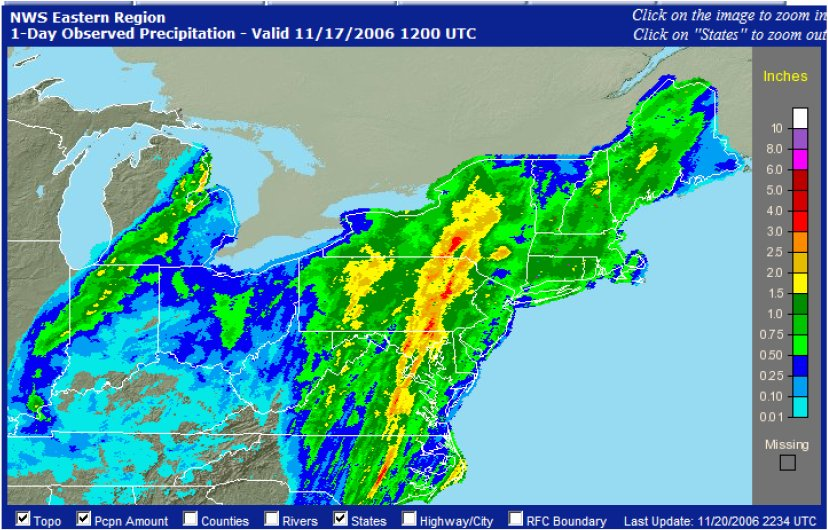 NWS Eastern Region
1-Day Observed Precipitation - Valid 11/17/2006 1200 UTC
Click on the image to zoom in
Click on "States" to zoom out
Inches
10
8.0
6.0
5.0
4.0
3.0
2.5
2.0
1.5
1.0
0.75
0.50
0.25
0.10
0.01
Missing
Topo
Pcpn Amount
Counties
Rivers
States
Highway/City
RFC Boundary
Last Update: 11/20/2006 2234 UTC